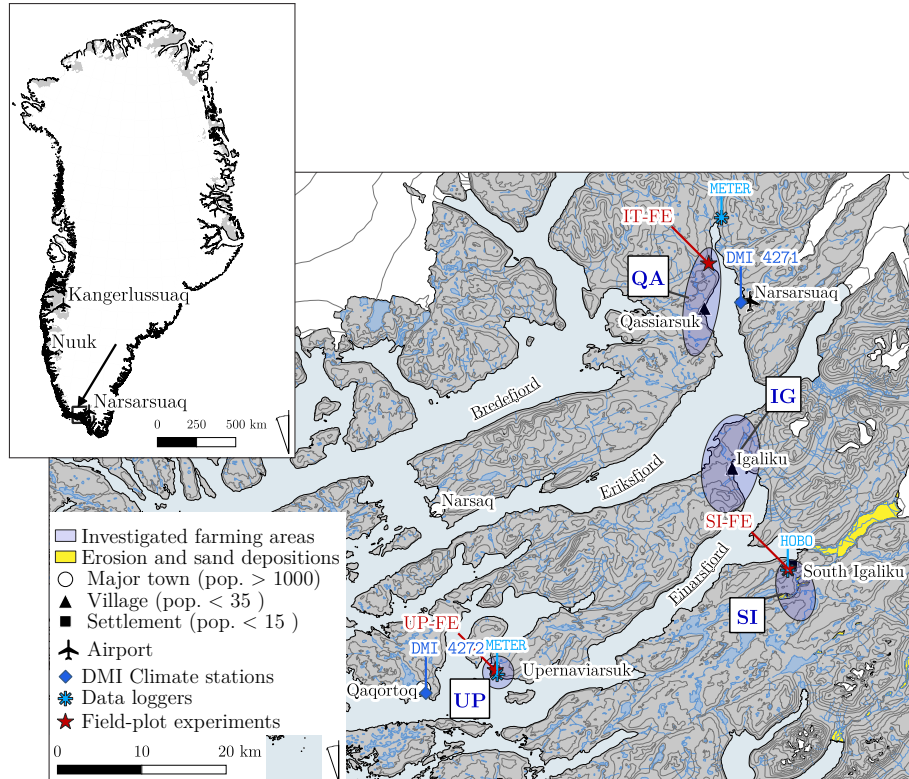 Kangerlussuaq
Nuuk
Narsarsuaq
0 250 500 km
METER
IT-FE
DMI 4271
QA
Narsarsuaq
Qassiarsuk
IG
Bredefjord
Igaliku
Eriksfjord
Narsaq
SI-FE
HOBO
South Igaliku
Einarsfjord
SI
UP-FE
DMI 4272
METER
Upernaviarsuk
Qaqortoq
UP
Investigated farming areas
Erosion and sand depositions
Major town (pop. > 1000)
Village (pop. < 35 )
Settlement (pop. < 15 )
Airport
DMI Climate stations
Data loggers
Field-plot experiments
0 10 20 km